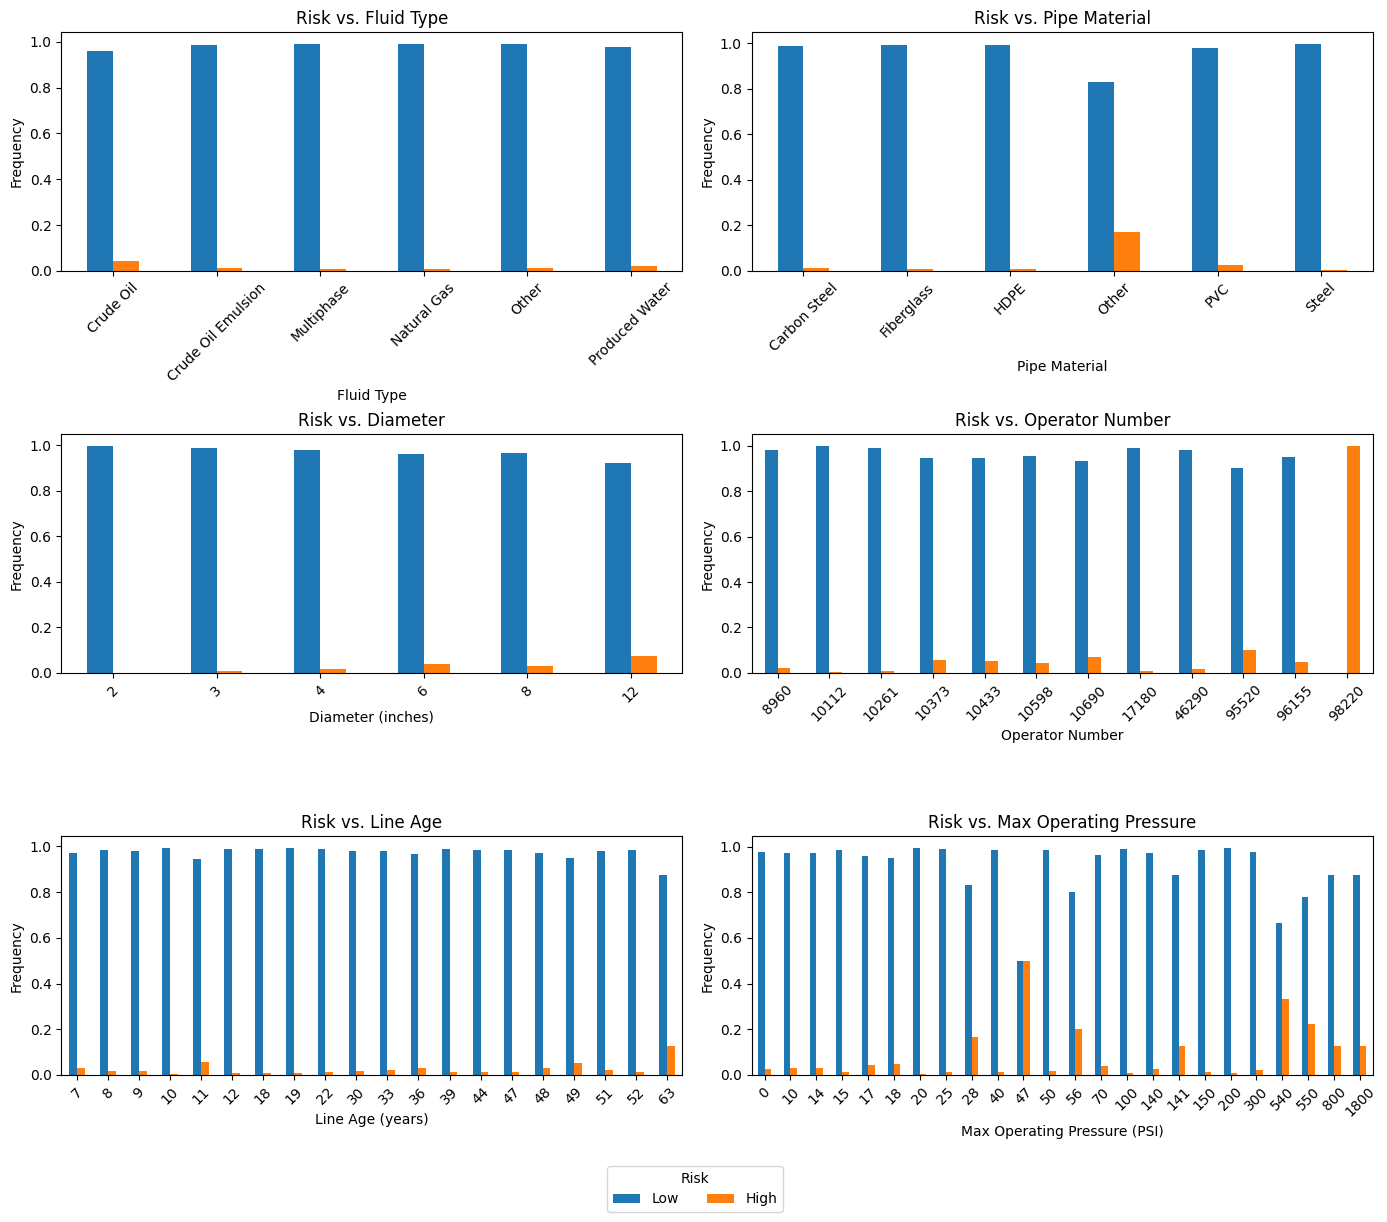 Risk vs. Fluid Type
Frequency
1.0
0.8
0.6
0.4
0.2
0.0
Crude Oil
Crude Oil Emulsion
Multiphase
Natural Gas
Other
Produced Water
Fluid Type
Risk vs. Pipe Material
Frequency
1.0
0.8
0.6
0.4
0.2
0.0
Carbon Steel
Fiberglass
HDPE
Other
PVC
Steel
Pipe Material
Risk vs. Diameter
Frequency
1.0
0.8
0.6
0.4
0.2
0.0
2
3
4
6
8
12
Diameter (inches)
Risk vs. Operator Number
Frequency
1.0
0.8
0.6
0.4
0.2
0.0
8960
10112
10261
10373
10433
10598
10690
17180
46290
95520
96155
98220
Operator Number
Risk vs. Line Age
Frequency
1.0
0.8
0.6
0.4
0.2
0.0
7
8
9
10
11
12
18
19
22
30
33
36
39
44
47
48
49
51
52
63
Line Age (years)
Risk vs. Max Operating Pressure
Frequency
1.0
0.8
0.6
0.4
0.2
0.0
0
10
14
15
17
18
20
25
28
40
47
50
56
70
100
140
141
150
200
300
540
550
800
1800
Max Operating Pressure (PSI)
Risk
Low
High